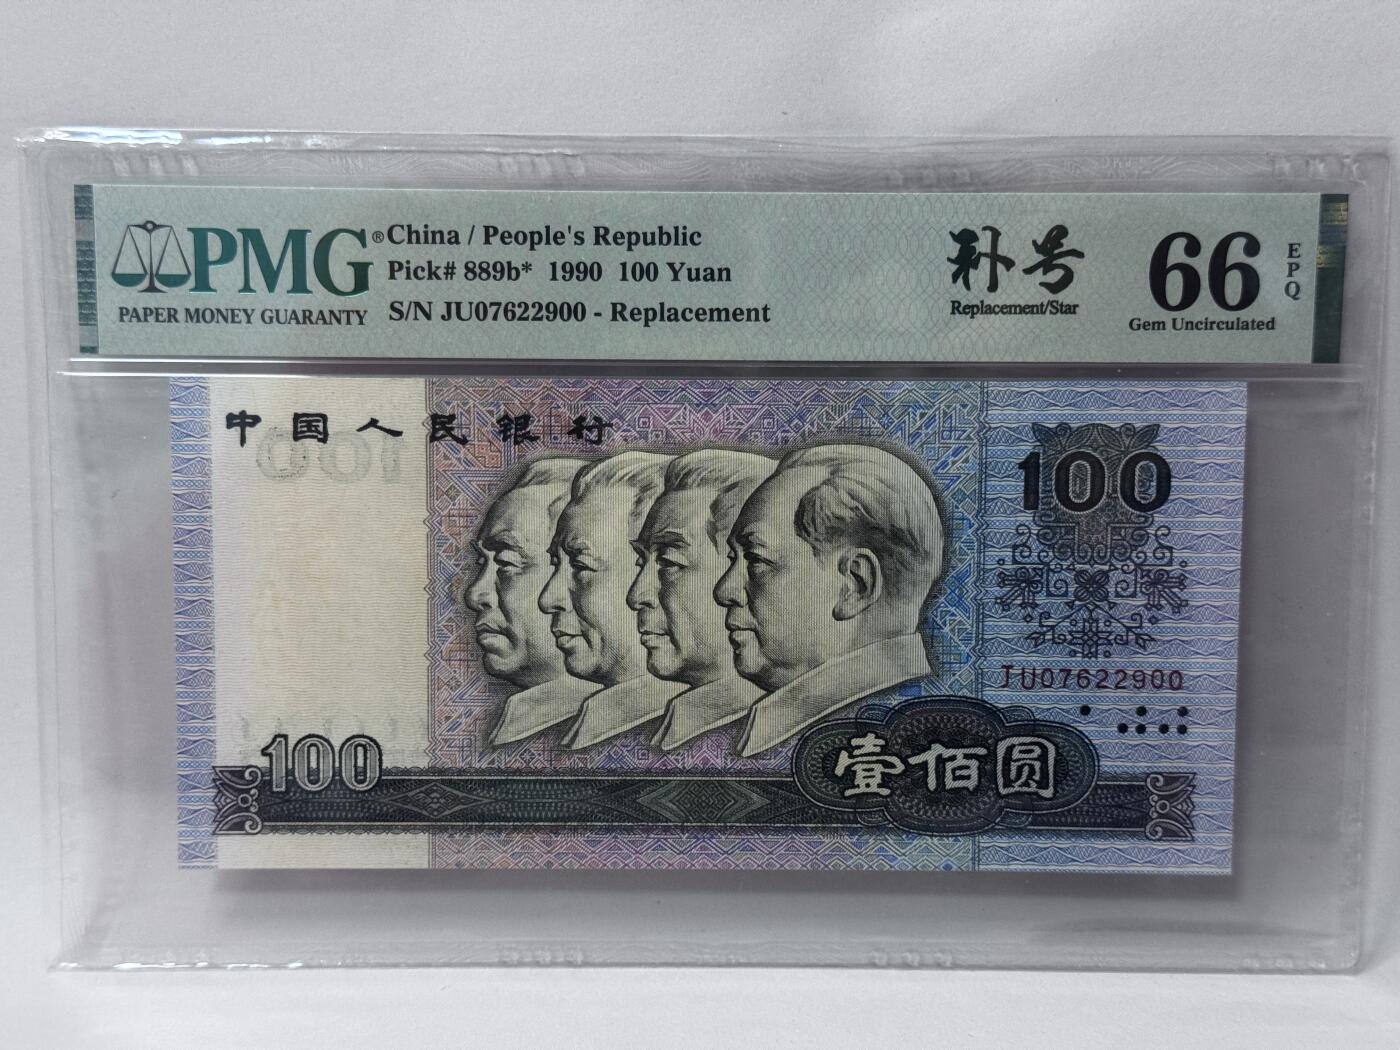 PMG®
PAPER MONEY GUARANTY
China / People's Republic
Pick# 889b* 1990 100 Yuan
S/N JU07622900 - Replacement
补号
Replacement/Star
66
EPQ
Gem Uncirculated
中国人民银行
100
JU07622900
100
壹佰圆